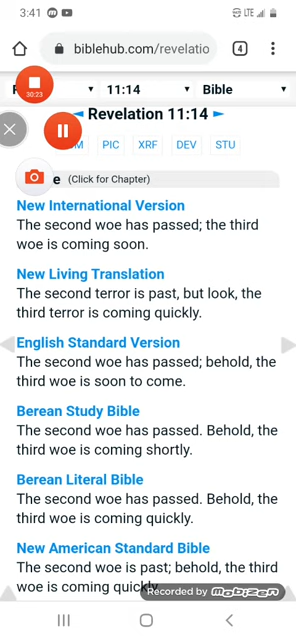 3:41
LTE
biblehub.com/revelatio
4
30:23
11:14
Bible
Revelation 11:14
PIC
XRF
DEV
STU
(Click for Chapter)
New International Version
The second woe has passed; the third
woe is coming soon.
New Living Translation
The second terror is past, but look, the
third terror is coming quickly.
English Standard Version
The second woe has passed; behold, the
third woe is soon to come.
Berean Study Bible
The second woe has passed. Behold, the
third woe is coming shortly.
Berean Literal Bible
The second woe has passed. Behold, the
third woe is coming quickly.
New American Standard Bible
The second woe is past; behold, the third
woe is coming quickly.
Recorded by mobizen